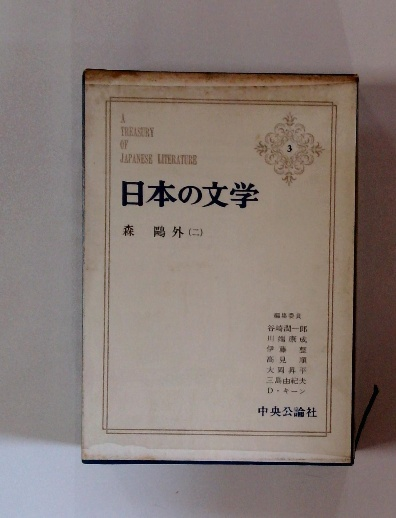 A
TREASURY
OF
JAPANESE LITERATURE
3
日本の文学
森 鷗外(二)
編集委員
谷崎潤一郎
川端康成
伊藤 整
高見 順
大岡昇平
三島由紀夫
D・キーン
中央公論社